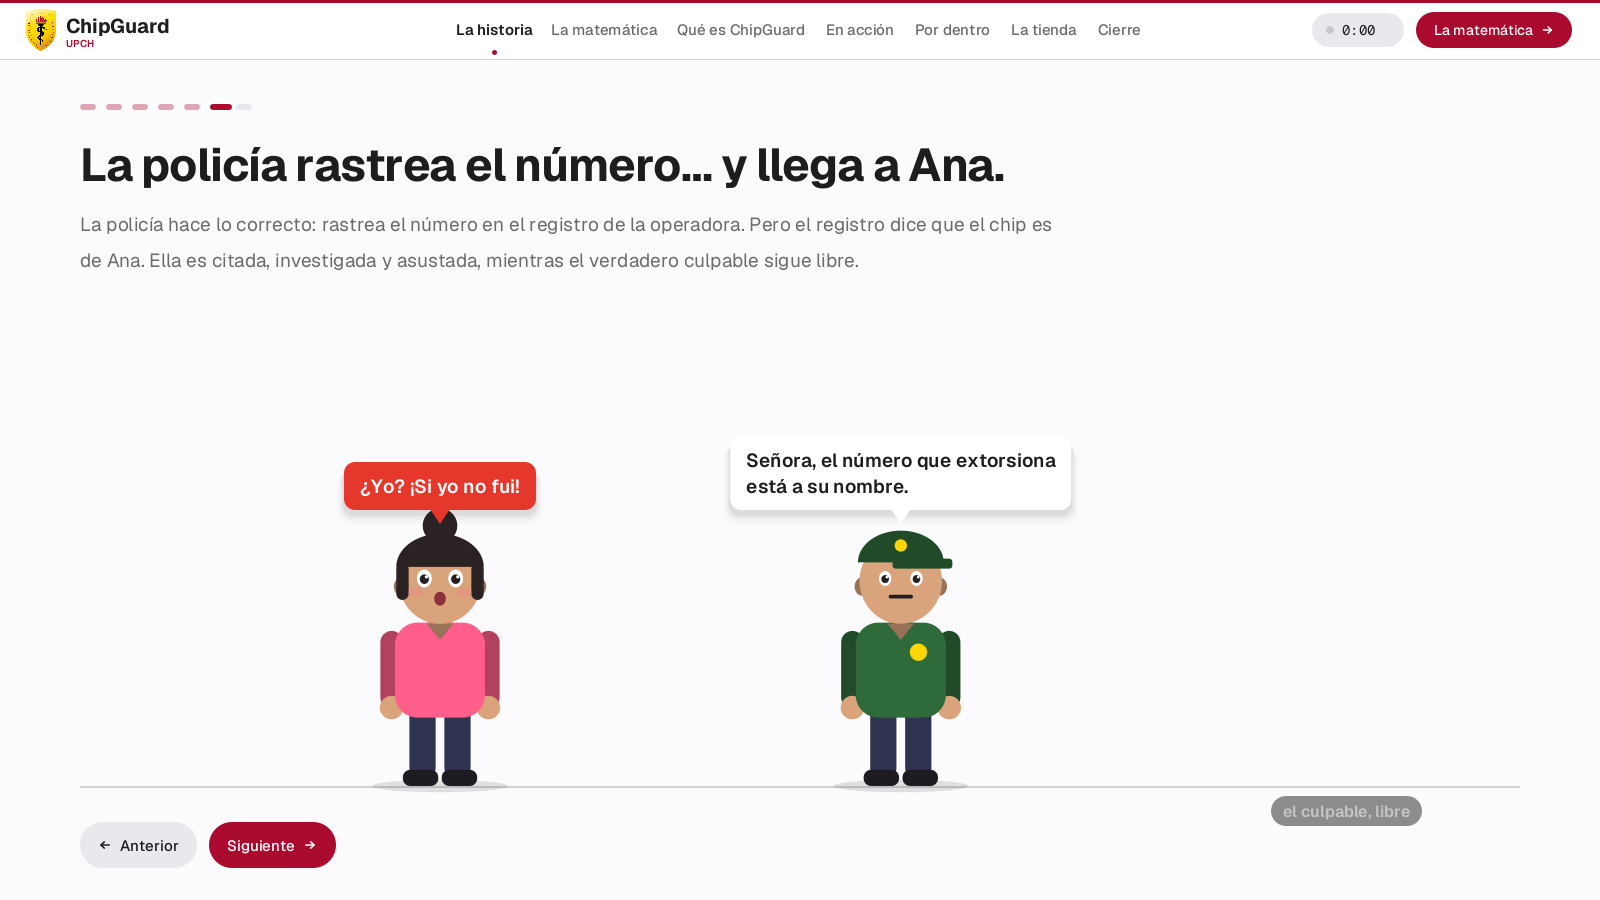 ChipGuard
UPCH
La historia
La matemática
Qué es ChipGuard
En acción
Por dentro
La tienda
Cierre
0:00
La matemática →
La policía rastrea el número... y llega a Ana.
La policía hace lo correcto: rastrea el número en el registro de la operadora. Pero el registro dice que el chip es
de Ana. Ella es citada, investigada y asustada, mientras el verdadero culpable sigue libre.
¿Yo? ¡Si yo no fui!
Señora, el número que extorsiona
está a su nombre.
el culpable, libre
← Anterior
Siguiente →